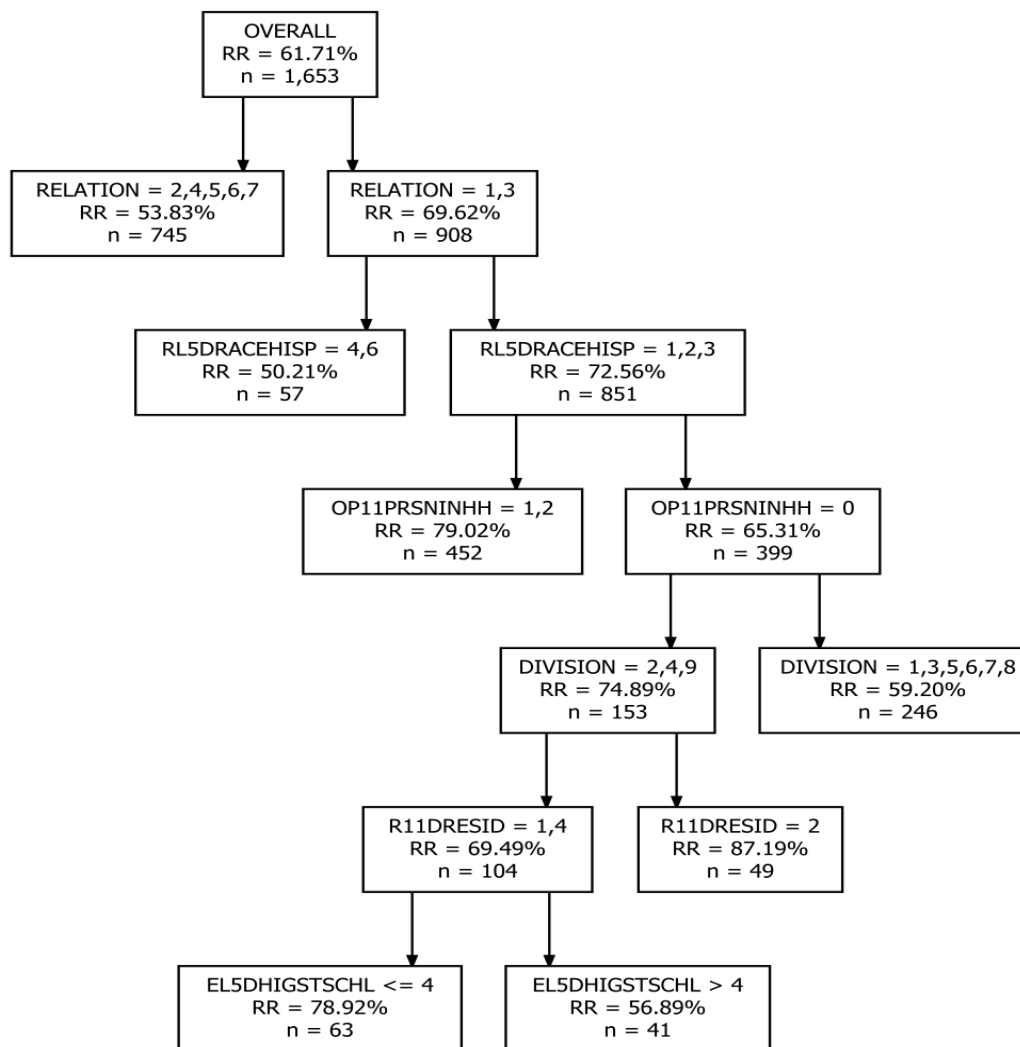 OVERALL
RR = 61.71%
n = 1,653
RELATION = 2,4,5,6,7
RR = 53.83%
n = 745
RELATION = 1,3
RR = 69.62%
n = 908
RL5DRACEHISP = 4,6
RR = 50.21%
n = 57
RL5DRACEHISP = 1,2,3
RR = 72.56%
n = 851
OP11PRSNINHH = 1,2
RR = 79.02%
n = 452
OP11PRSNINHH = 0
RR = 65.31%
n = 399
DIVISION = 2,4,9
RR = 74.89%
n = 153
DIVISION = 1,3,5,6,7,8
RR = 59.20%
n = 246
R11DRESID = 1,4
RR = 69.49%
n = 104
R11DRESID = 2
RR = 87.19%
n = 49
EL5DHIGSTSCHL <= 4
RR = 78.92%
n = 63
EL5DHIGSTSCHL > 4
RR = 56.89%
n = 41